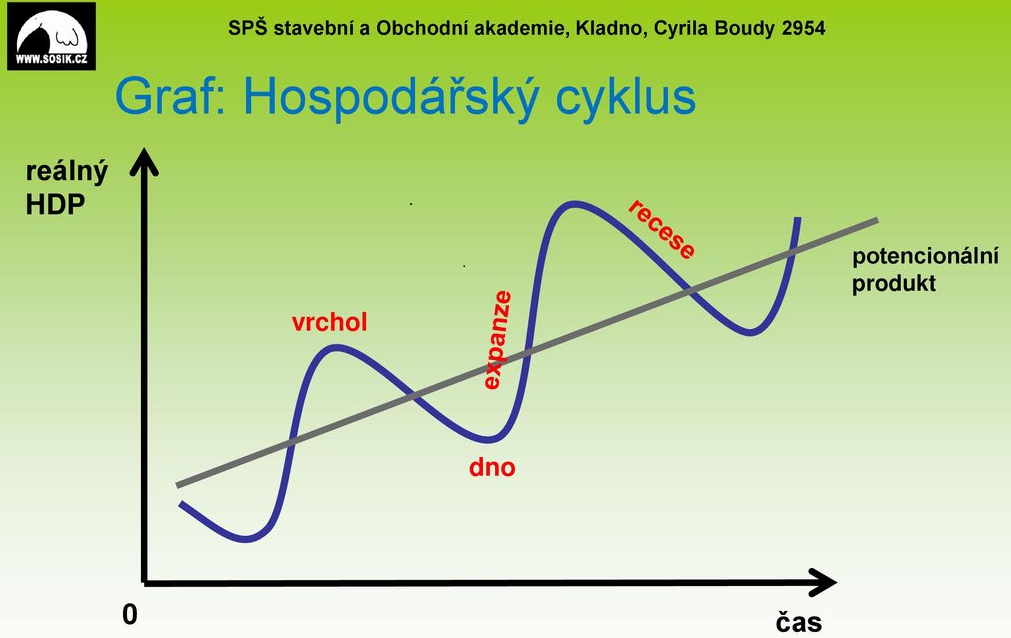 SPŠ stavební a Obchodní akademie, Kladno, Cyrila Boudy 2954
WWW.SOSIK.CZ
Graf: Hospodářský cyklus
reálný
HDP
recese
potencionální
produkt
expanze
vrchol
dno
0
čas